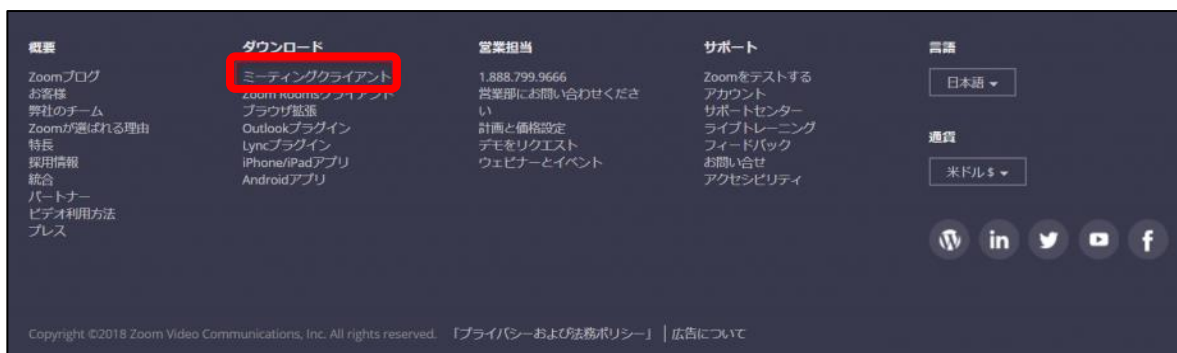 概要
Zoomブログ
お客様
弊社のチーム
Zoomが選ばれる理由
特長
採用情報
統合
パートナー
ビデオ利用方法
プレス
ダウンロード
ミーティングクライアント
Zoom Roomsクライアント
ブラウザ拡張
Outlookプラグイン
Lyncプラグイン
iPhone/iPadアプリ
Androidアプリ
営業担当
1.888.799.9666
営業部にお問い合わせくださ
い
計画と価格設定
デモをリクエスト
ウェビナーとイベント
サポート
Zoomをテストする
アカウント
サポートセンター
ライブトレーニング
フィードバック
お問い合せ
アクセシビリティ
言語
日本語
通貨
米ドル $
in
f
Copyright ©2018 Zoom Video Communications, Inc. All rights reserved. 「プライバシーおよび法務ポリシー」 | 広告について